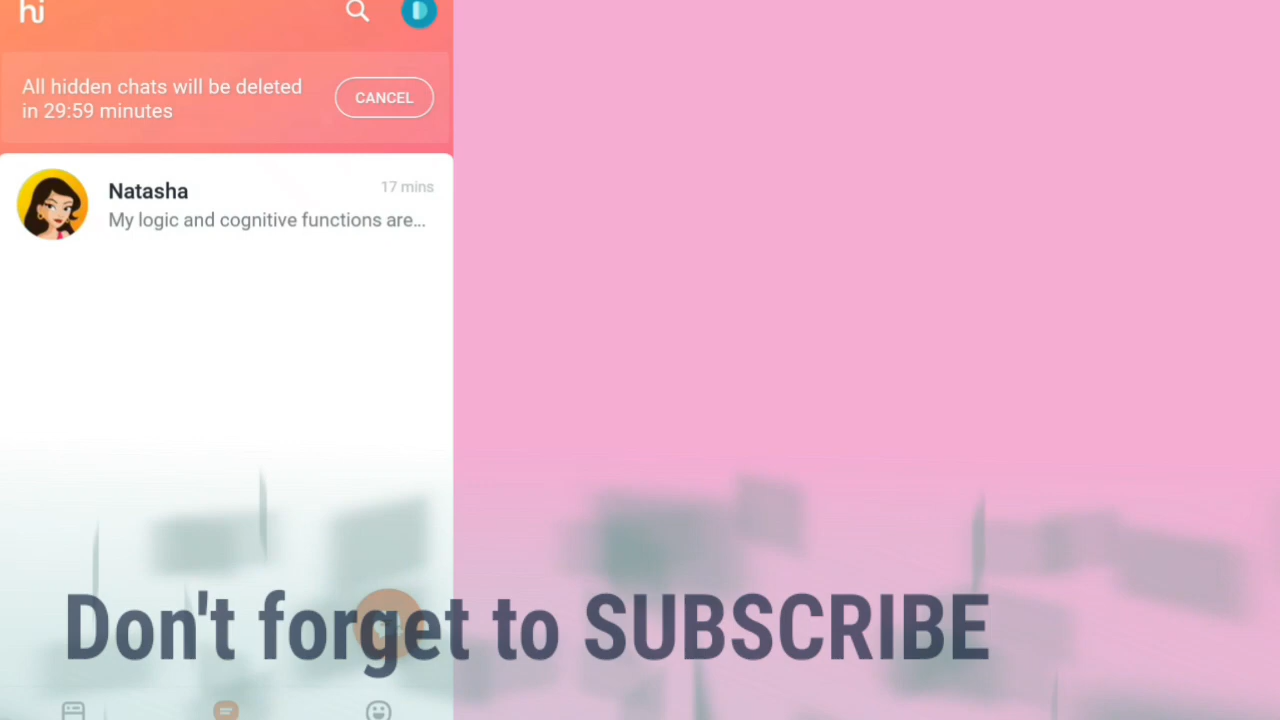 hi
All hidden chats will be deleted
in 29:59 minutes
CANCEL
Natasha
17 mins
My logic and cognitive functions are...
Don't forget to SUBSCRIBE